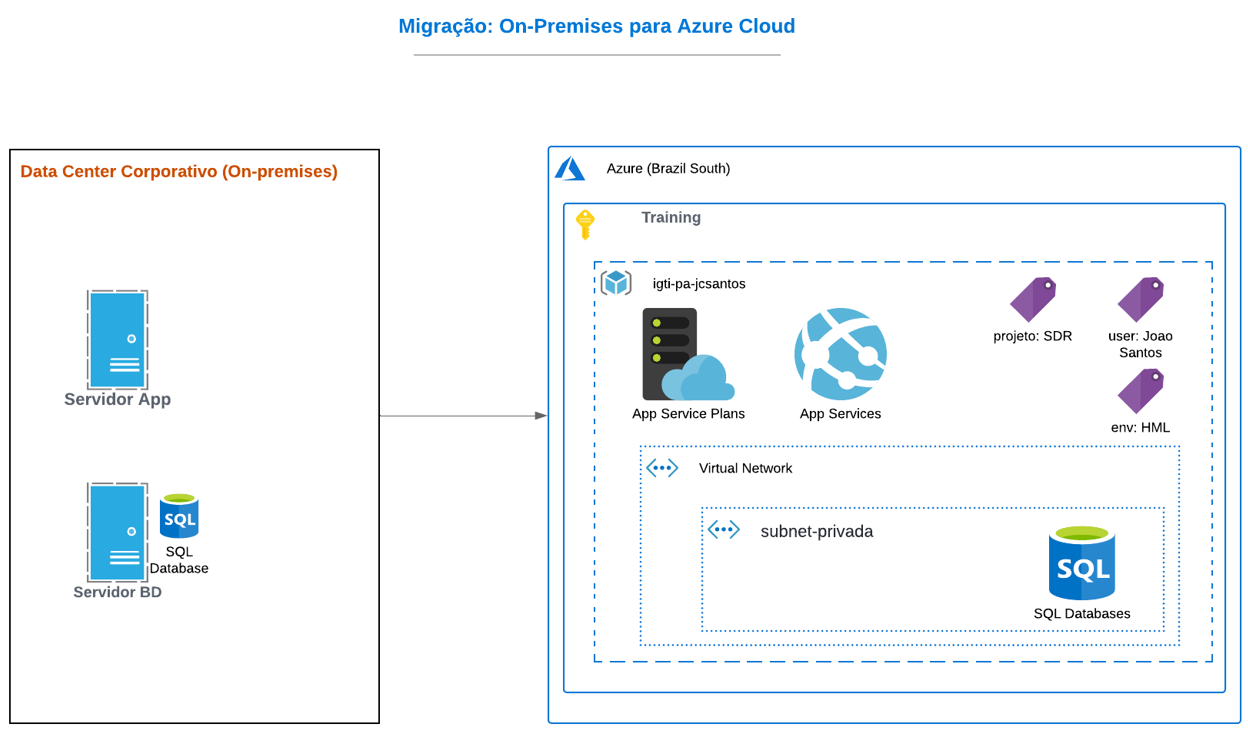 Migração: On-Premises para Azure Cloud
Data Center Corporativo (On-premises)
Servidor App
SQL
SQL
Database
Servidor BD
Azure (Brazil South)
Training
igti-pa-jcsantos
App Service Plans
App Services
projeto: SDR
user: Joao
Santos
env: HML
Virtual Network
subnet-privada
SQL
SQL Databases